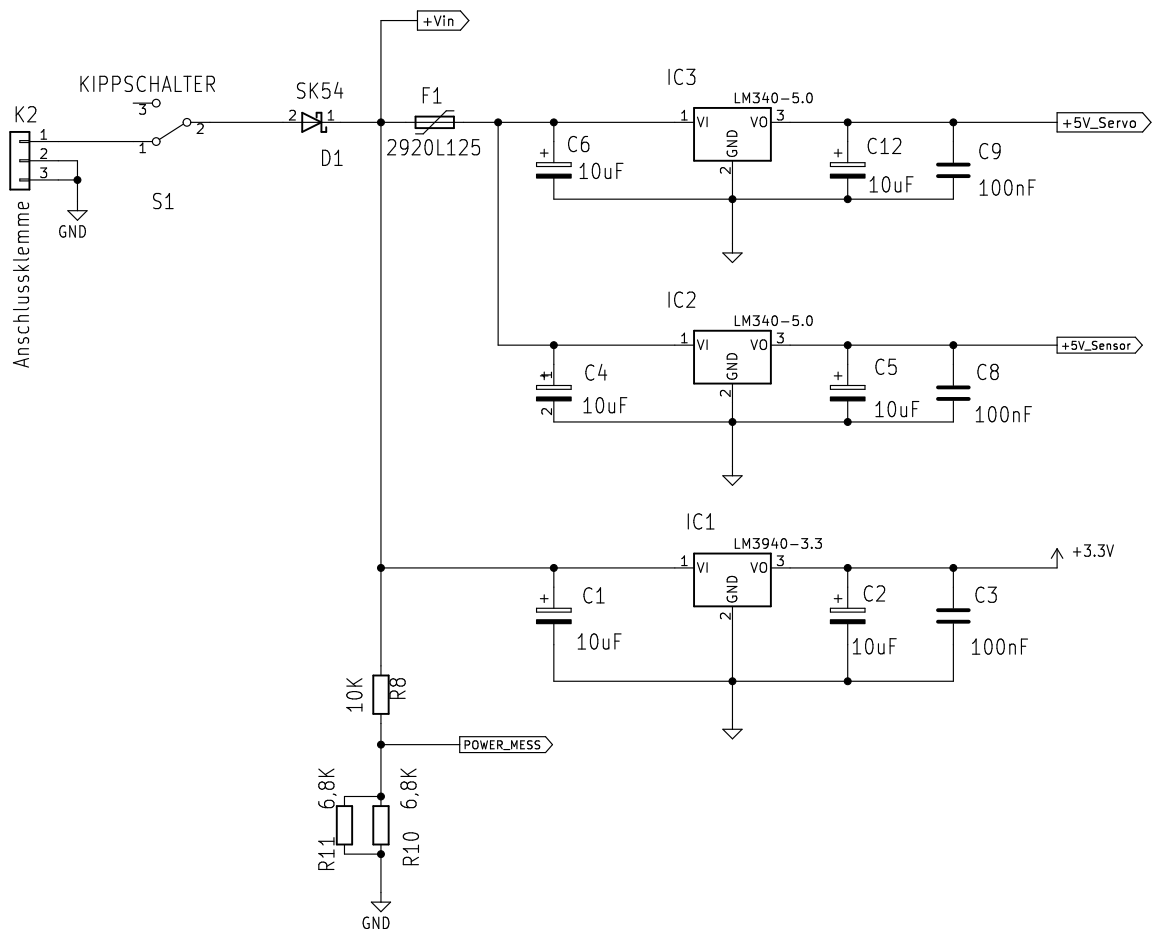 +Vin
KIPPSCHALTER
3
K2
1
2
3
1
2
S1
GND
Anschlussklemme
SK54
2
1
D1
F1
2920L125
IC3
LM340-5.0
1
VI
VO
3
GND
2
+
C6
10uF
+
C12
10uF
C9
100nF
+5V_Servo
IC2
LM340-5.0
1
VI
VO
3
GND
2
+
1
2
C4
10uF
+
C5
10uF
C8
100nF
+5V_Sensor
IC1
LM3940-3.3
1
VI
VO
3
GND
2
+
C1
10uF
+
C2
10uF
C3
100nF
+3.3V
10K
R8
POWER_MESS
6,8K
R11
6,8K
R10
GND